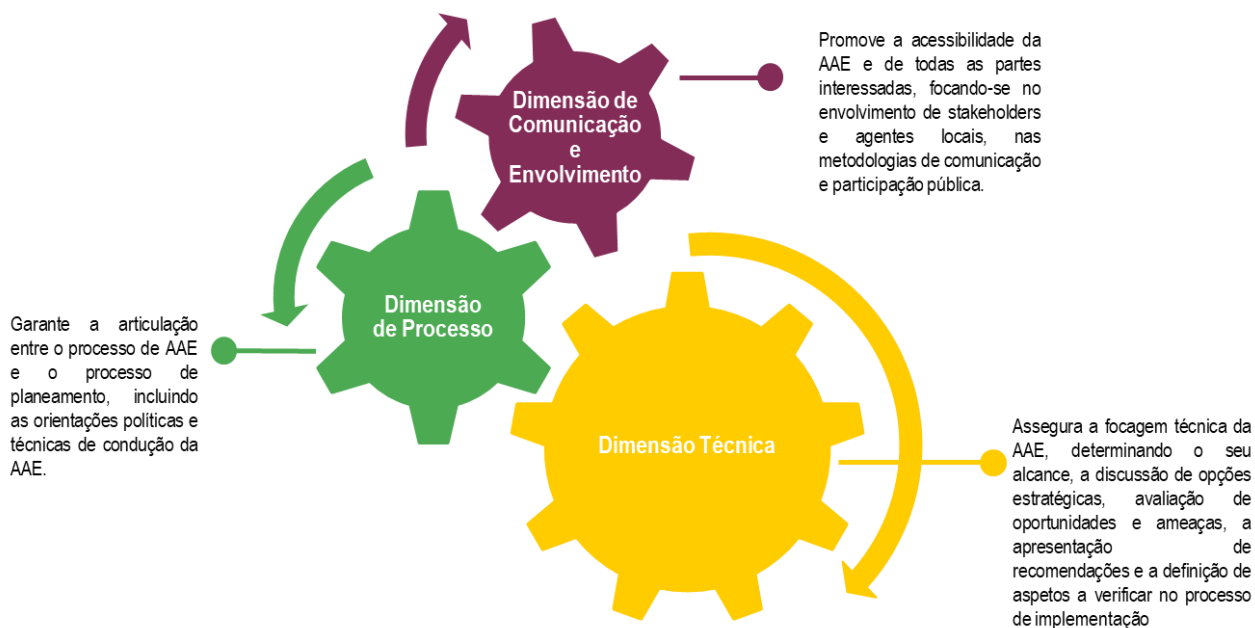 Dimensão de
Comunicação
e
Envolvimento
Promove a acessibilidade da
AAE e de todas as partes
interessadas, focando-se no
envolvimento de stakeholders
e agentes locais, nas
metodologias de comunicação
e participação pública.
Dimensão
de Processo
Garante a articulação
entre o processo de AAE
e o processo de
planeamento, incluindo
as orientações políticas e
técnicas de condução da
AAE.
Dimensão Técnica
Assegura a focagem técnica da
AAE, determinando o seu
alcance, a discussão de opções
estratégicas, avaliação de
oportunidades e ameaças, a
apresentação de
recomendações e a definição de
aspetos a verificar no processo
de implementação